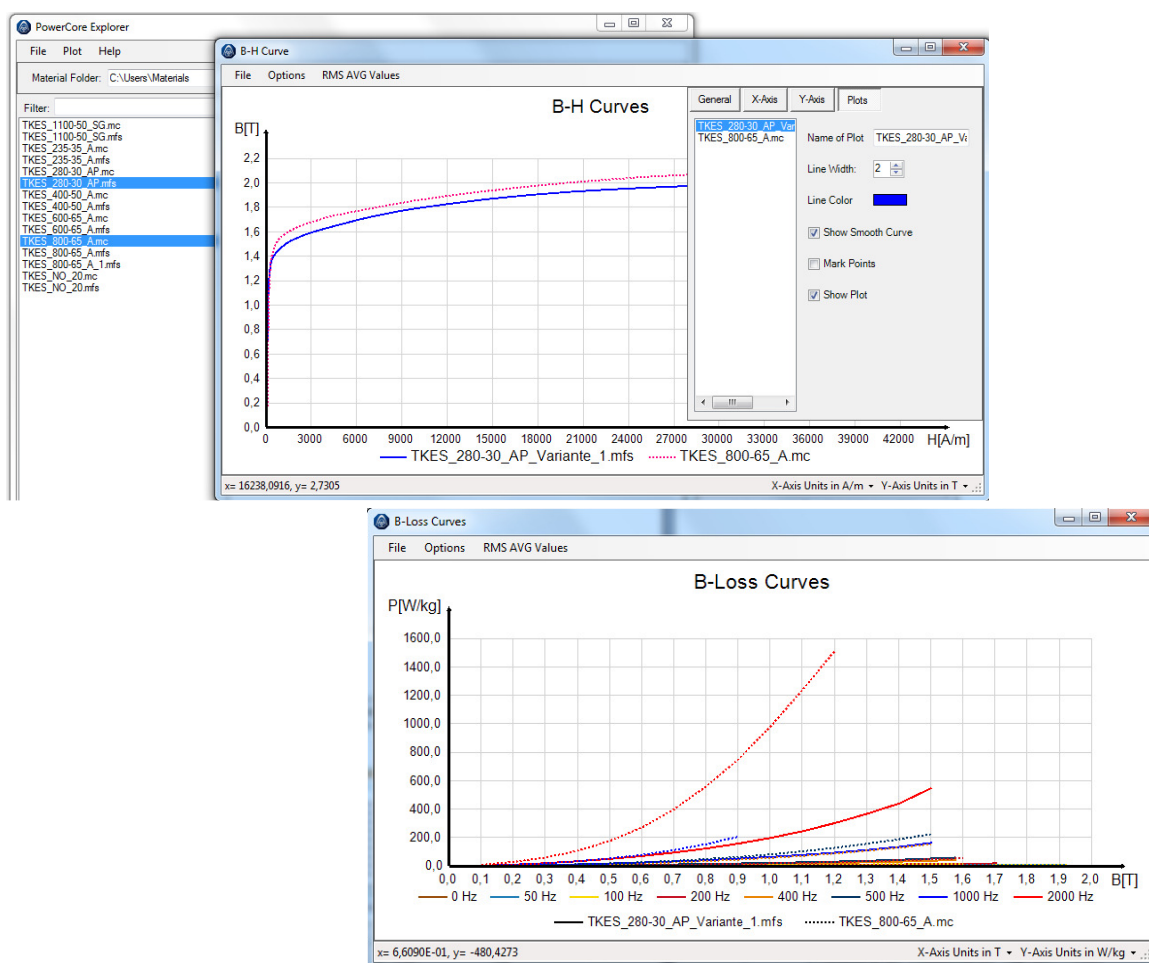 PowerCore Explorer
File Plot Help
Material Folder: C:\Users\Materials
Filter:
TKES_1100-50_SG.mc
TKES_1100-50_SG.mfs
TKES_235-35_A.mc
TKES_235-35_A.mfs
TKES_280-30_AP.mc
TKES_280-30_AP.mfs
TKES_400-50_A.mc
TKES_400-50_A.mfs
TKES_600-65_A.mc
TKES_600-65_A.mfs
TKES_800-65_A.mc
TKES_800-65_A.mfs
TKES_800-65_A_1.mfs
TKES_NO_20.mc
TKES_NO_20.mfs
B-H Curve
File Options RMS AVG Values
B-H Curves
B[T]
2,2
2,0
1,8
1,6
1,4
1,2
1,0
0,8
0,6
0,4
0,2
0,0
0 3000 6000 9000 12000 15000 18000 21000 24000 27000 30000 33000 36000 39000 42000 H[A/m]
TKES_280-30_AP_Variante_1.mfs TKES_800-65_A.mc
x= 16238,0916, y= 2,7305 X-Axis Units in A/m Y-Axis Units in T
General X-Axis Y-Axis Plots
TKES_280-30_AP_Var
TKES_800-65_A.mc
Name of Plot TKES_280-30_AP_Va
Line Width: 2
Line Color
Show Smooth Curve
Mark Points
Show Plot
B-Loss Curves
File Options RMS AVG Values
B-Loss Curves
P[W/kg]
1600,0
1400,0
1200,0
1000,0
800,0
600,0
400,0
200,0
0,0
0,0 0,1 0,2 0,3 0,4 0,5 0,6 0,7 0,8 0,9 1,0 1,1 1,2 1,3 1,4 1,5 1,6 1,7 1,8 1,9 2,0 B[T]
0 Hz 50 Hz 100 Hz 200 Hz 400 Hz 500 Hz 1000 Hz 2000 Hz
TKES_280-30_AP_Variante_1.mfs TKES_800-65_A.mc
x= 6,6090E-01, y= -480,4273 X-Axis Units in T Y-Axis Units in W/kg